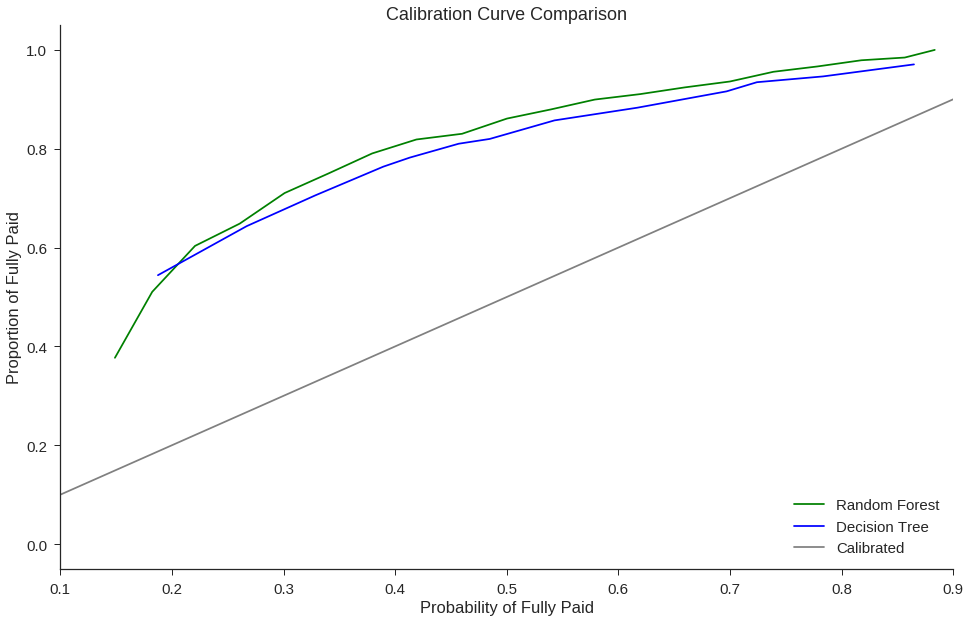 Calibration Curve Comparison
Proportion of Fully Paid
1.0
0.8
0.6
0.4
0.2
0.0
Random Forest
Decision Tree
Calibrated
0.1 0.2 0.3 0.4 0.5 0.6 0.7 0.8 0.9
Probability of Fully Paid